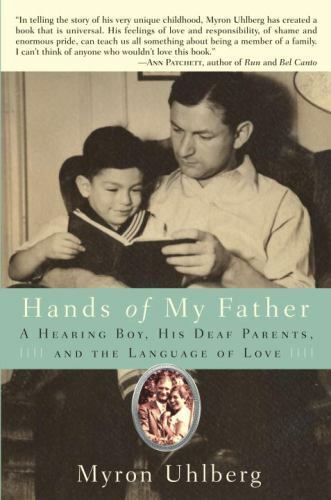 "In telling the story of his very unique childhood, Myron Uhlberg has created a
book that is universal. His feelings of love and responsibility, of shame and
enormous pride, can teach us all something about being a member of a family.
I can't think of anyone who wouldn't love this book."
—Ann Patchett, author of Run and Bel Canto
Hands of My Father
A Hearing Boy, His Deaf Parents,
and the Language of Love
Myron Uhlberg